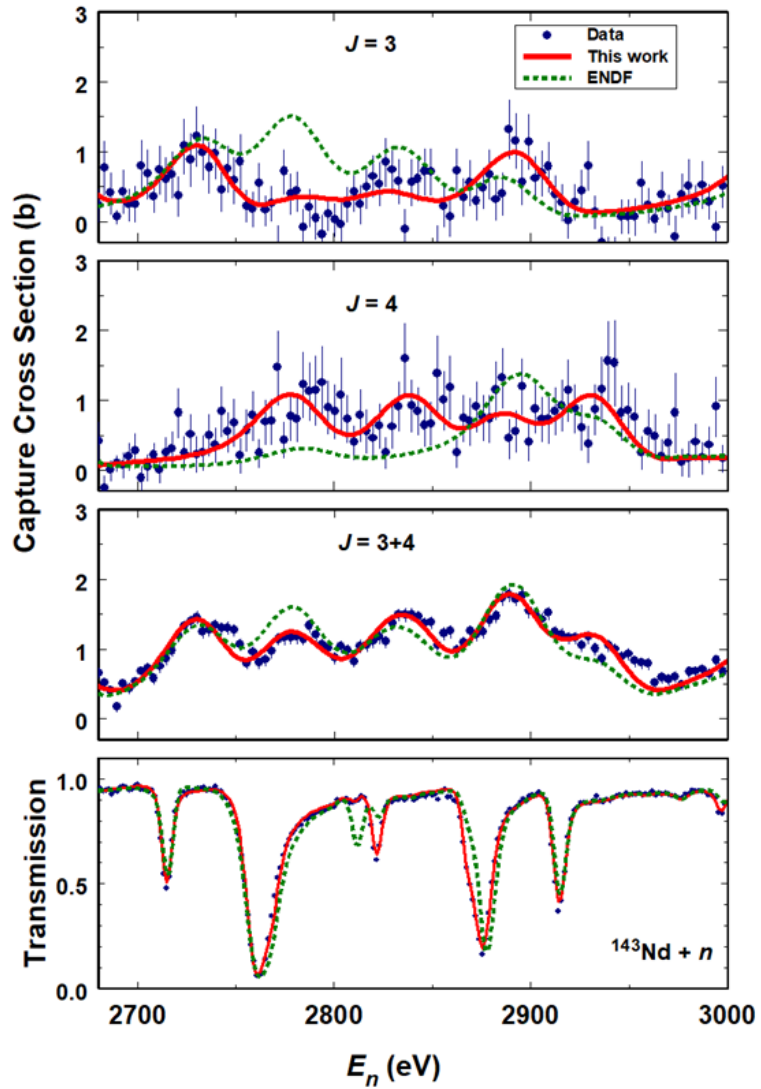 3
J = 3
Data
This work
ENDF
2
1
0
4
J = 4
3
2
1
0
3
J = 3+4
2
1
0
Capture Cross Section (b)
1.0
0.5
0.0
Transmission
¹⁴³Nd + n
2700
2800
2900
3000
Eₙ (eV)